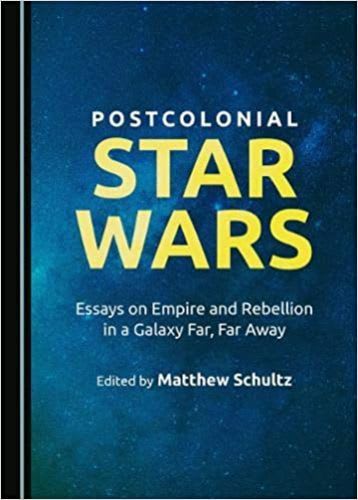 POSTCOLONIAL
STAR
WARS
Essays on Empire and Rebellion
in a Galaxy Far, Far Away
Edited by Matthew Schultz